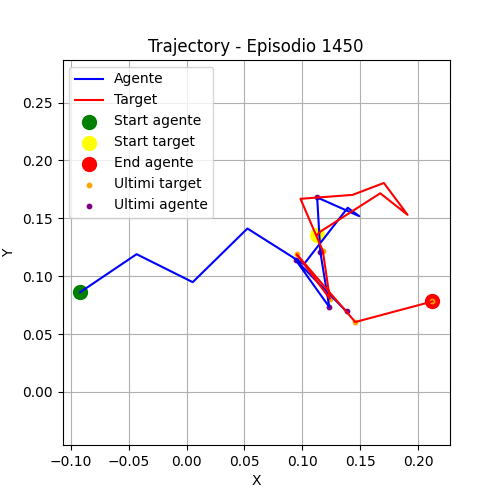 Trajectory - Episodio 1450
Agente
Target
Start agente
Start target
End agente
Ultimi target
Ultimi agente
0.25
0.20
0.15
0.10
0.05
0.00
Y
−0.10 −0.05 0.00 0.05 0.10 0.15 0.20
X